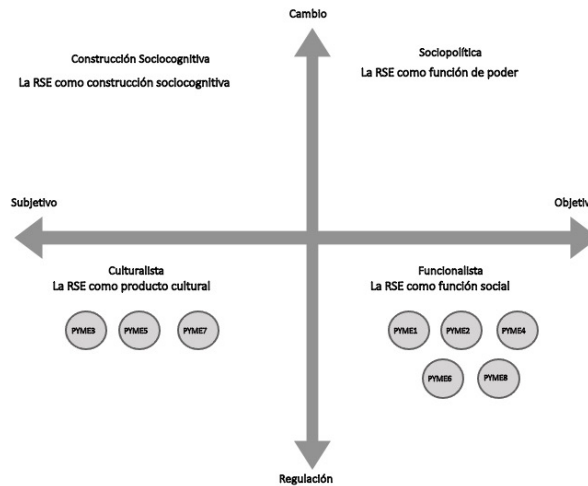 Cambio
Construcción Sociocognitiva
La RSE como construcción sociocognitiva
Sociopolítica
La RSE como función de poder
Subjetivo
Objetiv
Culturalista
La RSE como producto cultural
Funcionalista
La RSE como función social
PYME3 PYME5 PYME7
PYME1 PYME2 PYME4
PYME6 PYME8
Regulación